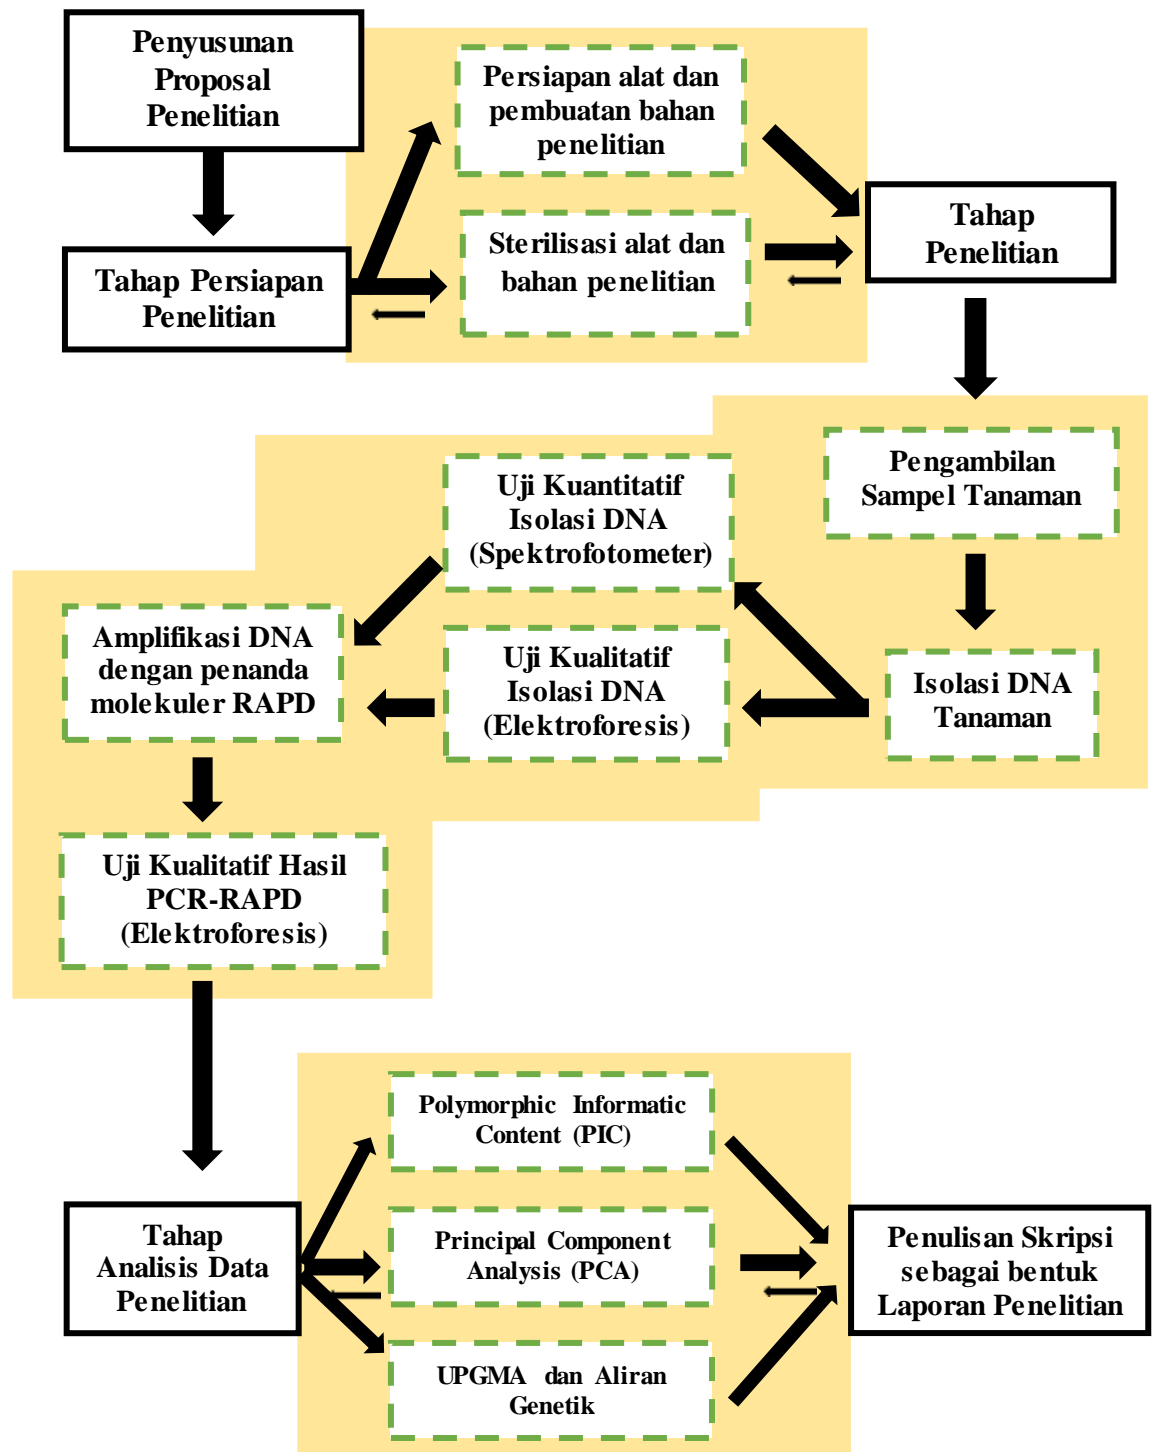 Penyusunan
Proposal
Penelitian
Persiapan alat dan
pembuatan bahan
penelitian
Tahap Persiapan
Penelitian
Sterilisasi alat dan
bahan penelitian
Tahap
Penelitian
Pengambilan
Sampel Tanaman
Isolasi DNA
Tanaman
Uji Kuantitatif
Isolasi DNA
(Spektrofotometer)
Uji Kualitatif
Isolasi DNA
(Elektroforesis)
Amplifikasi DNA
dengan penanda
molekuler RAPD
Uji Kualitatif Hasil
PCR-RAPD
(Elektroforesis)
Tahap
Analisis Data
Penelitian
Polymorphic Informatic
Content (PIC)
Principal Component
Analysis (PCA)
UPGMA dan Aliran
Genetik
Penulisan Skripsi
sebagai bentuk
Laporan Penelitian